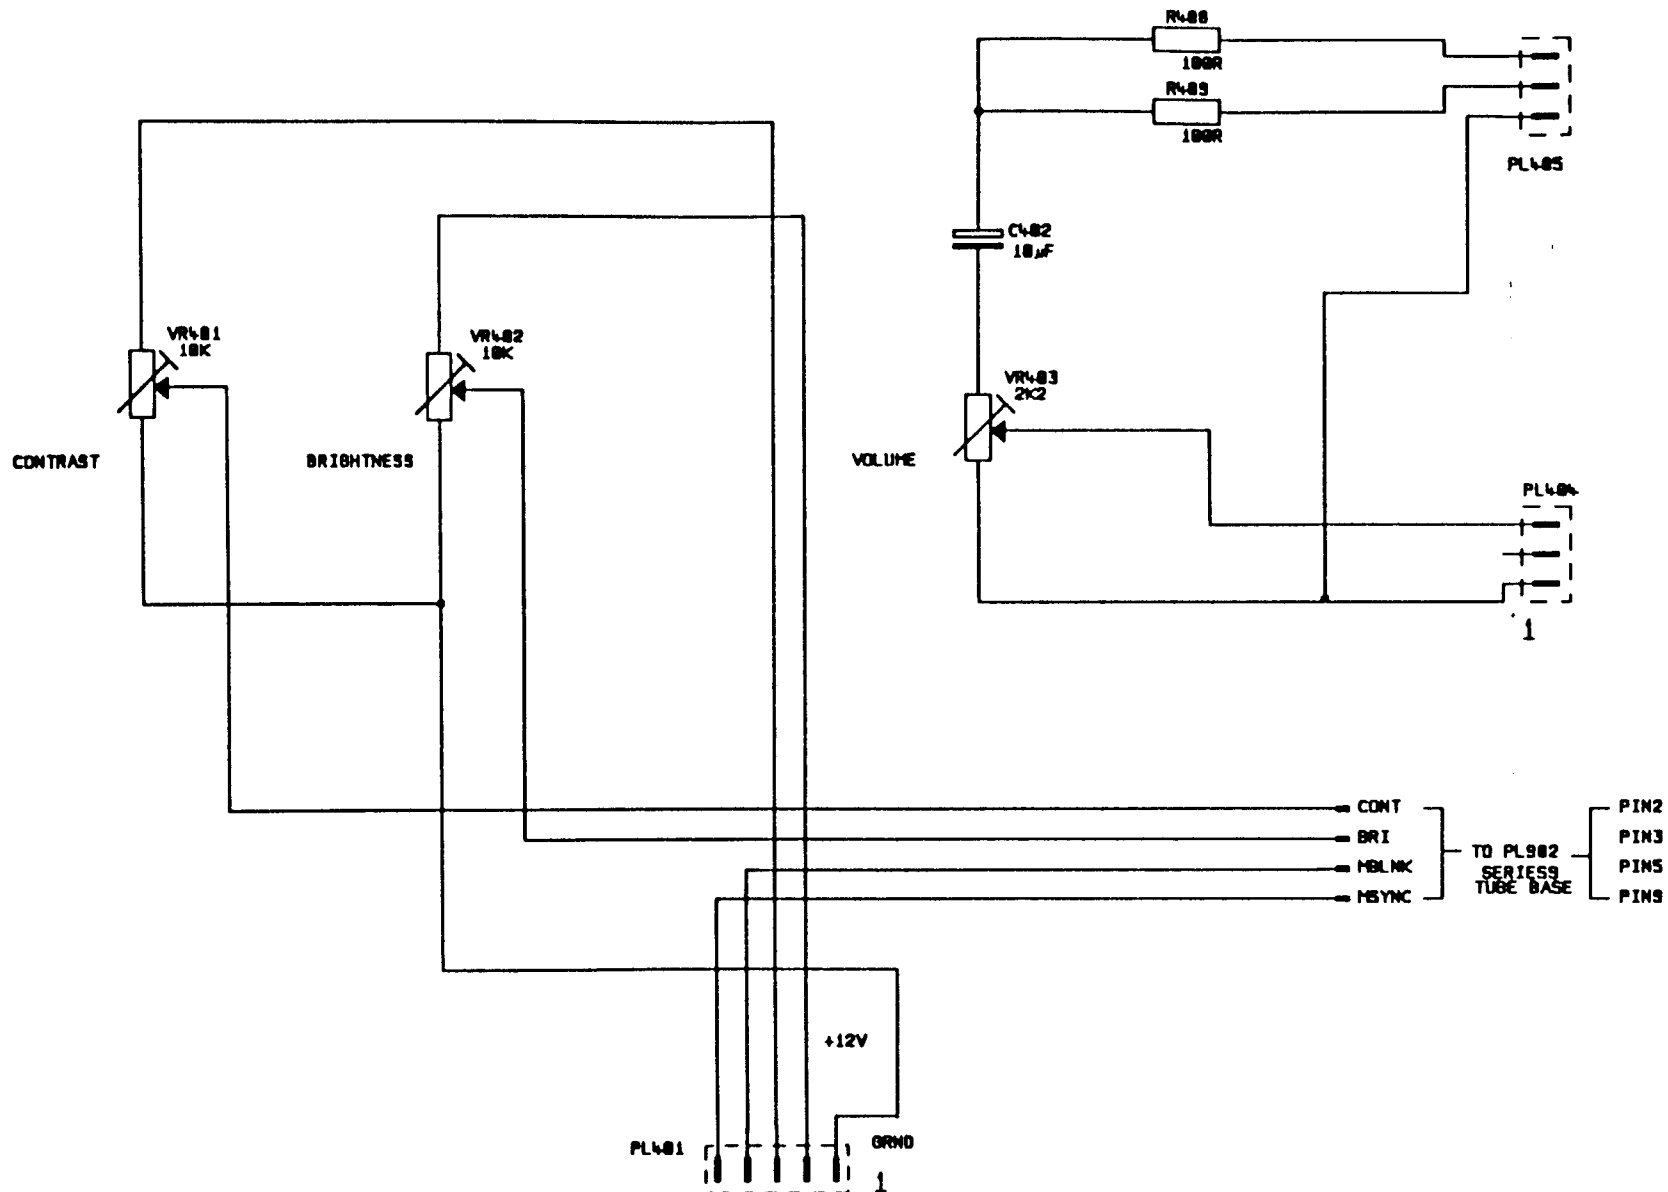 R408
100R
R409
100R
PL405
C402
10µF
VR401
10K
VR402
10K
VR403
2K2
CONTRAST
BRIGHTNESS
VOLUME
PL404
1
CONT
PIN2
BRI
PIN3
TO PL902
SERIES9
TUBE BASE
MBLNK
PIN5
MSYNC
PIN9
+12V
PL401
GRND
1